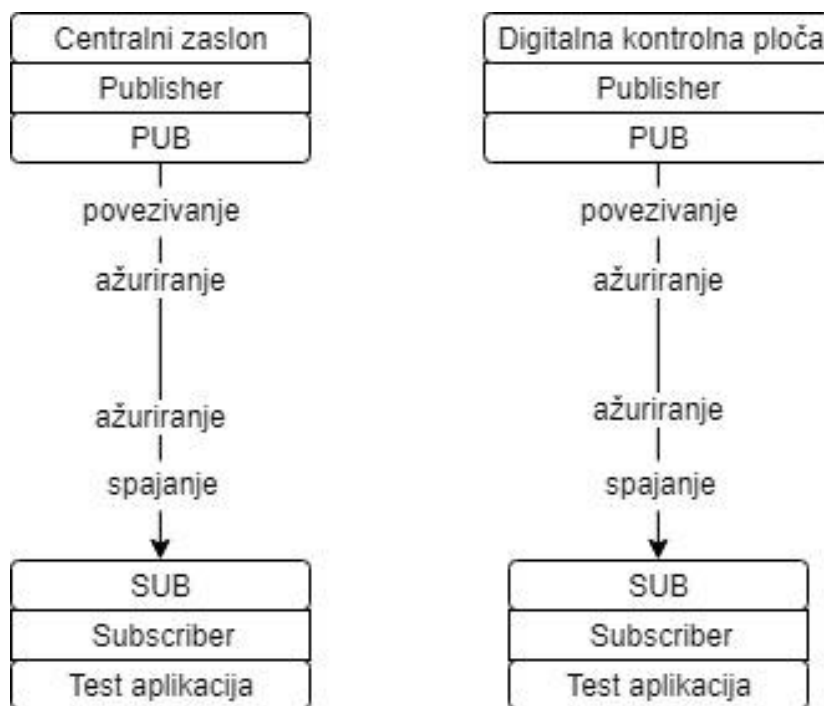 Centralni zaslon
Publisher
PUB
povezivanje
ažuriranje
ažuriranje
spajanje
SUB
Subscriber
Test aplikacija
Digitalna kontrolna ploča
Publisher
PUB
povezivanje
ažuriranje
ažuriranje
spajanje
SUB
Subscriber
Test aplikacija